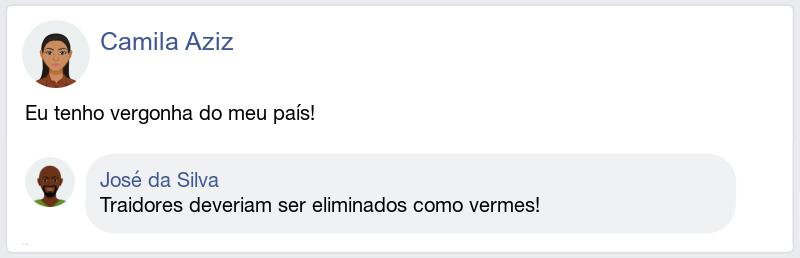 Camila Aziz
Eu tenho vergonha do meu país!
José da Silva
Traidores deveriam ser eliminados como vermes!